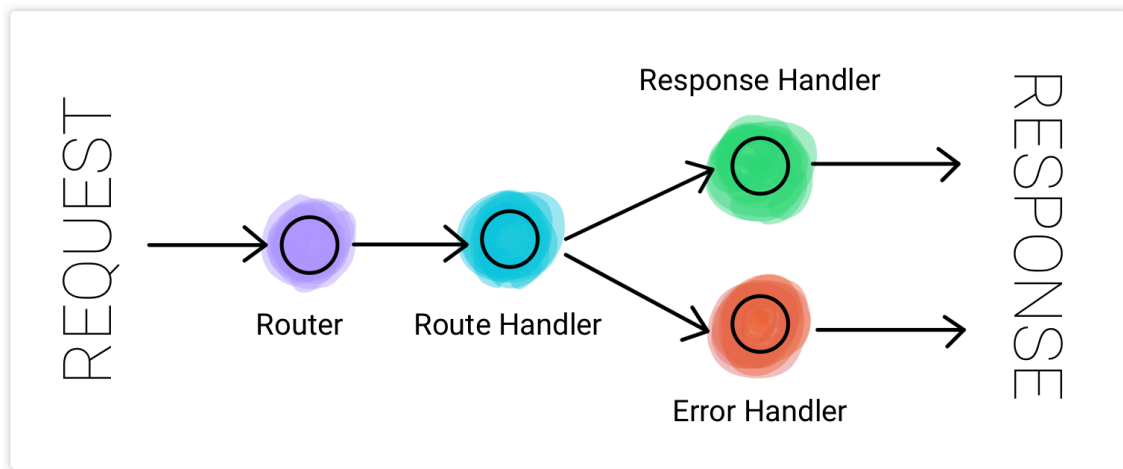 REQUEST
Router
Route Handler
Response Handler
Error Handler
RESPONSE